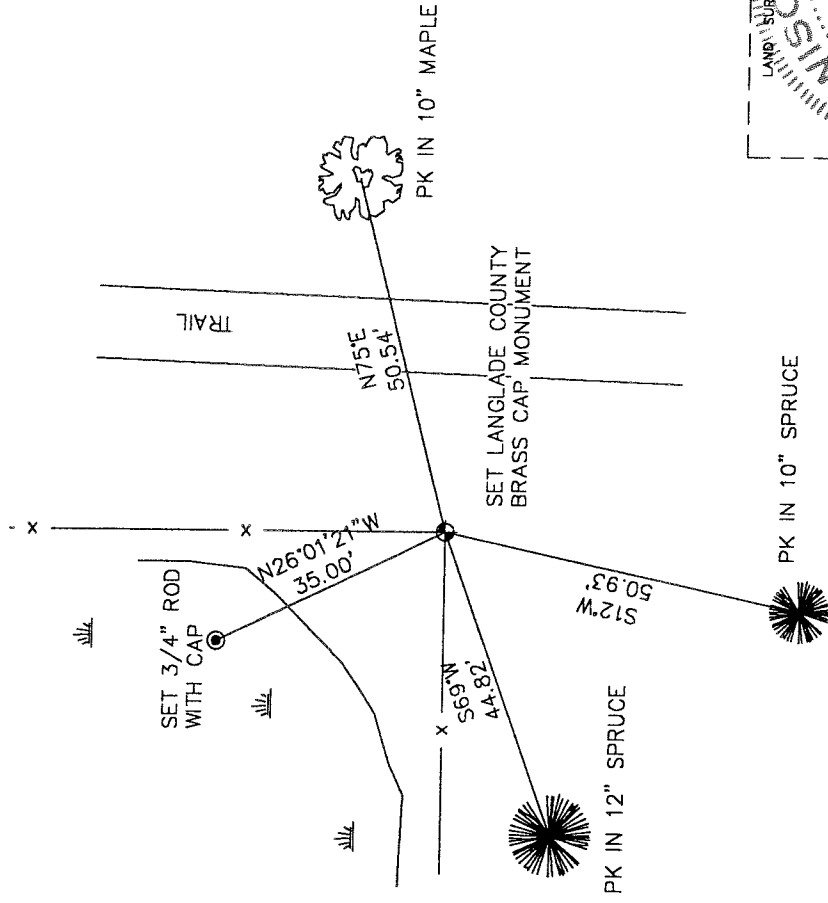 PK IN 10" MAPLE
TRAIL
N75°E
50.54'
SET LANGLADE COUNTY
BRASS CAP MONUMENT
N26°01'21"W
35.00'
SET 3/4" ROD
WITH CAP
S69°W
44.82'
S12°W
50.93'
PK IN 10" SPRUCE
PK IN 12" SPRUCE
LAND SUR
ISC